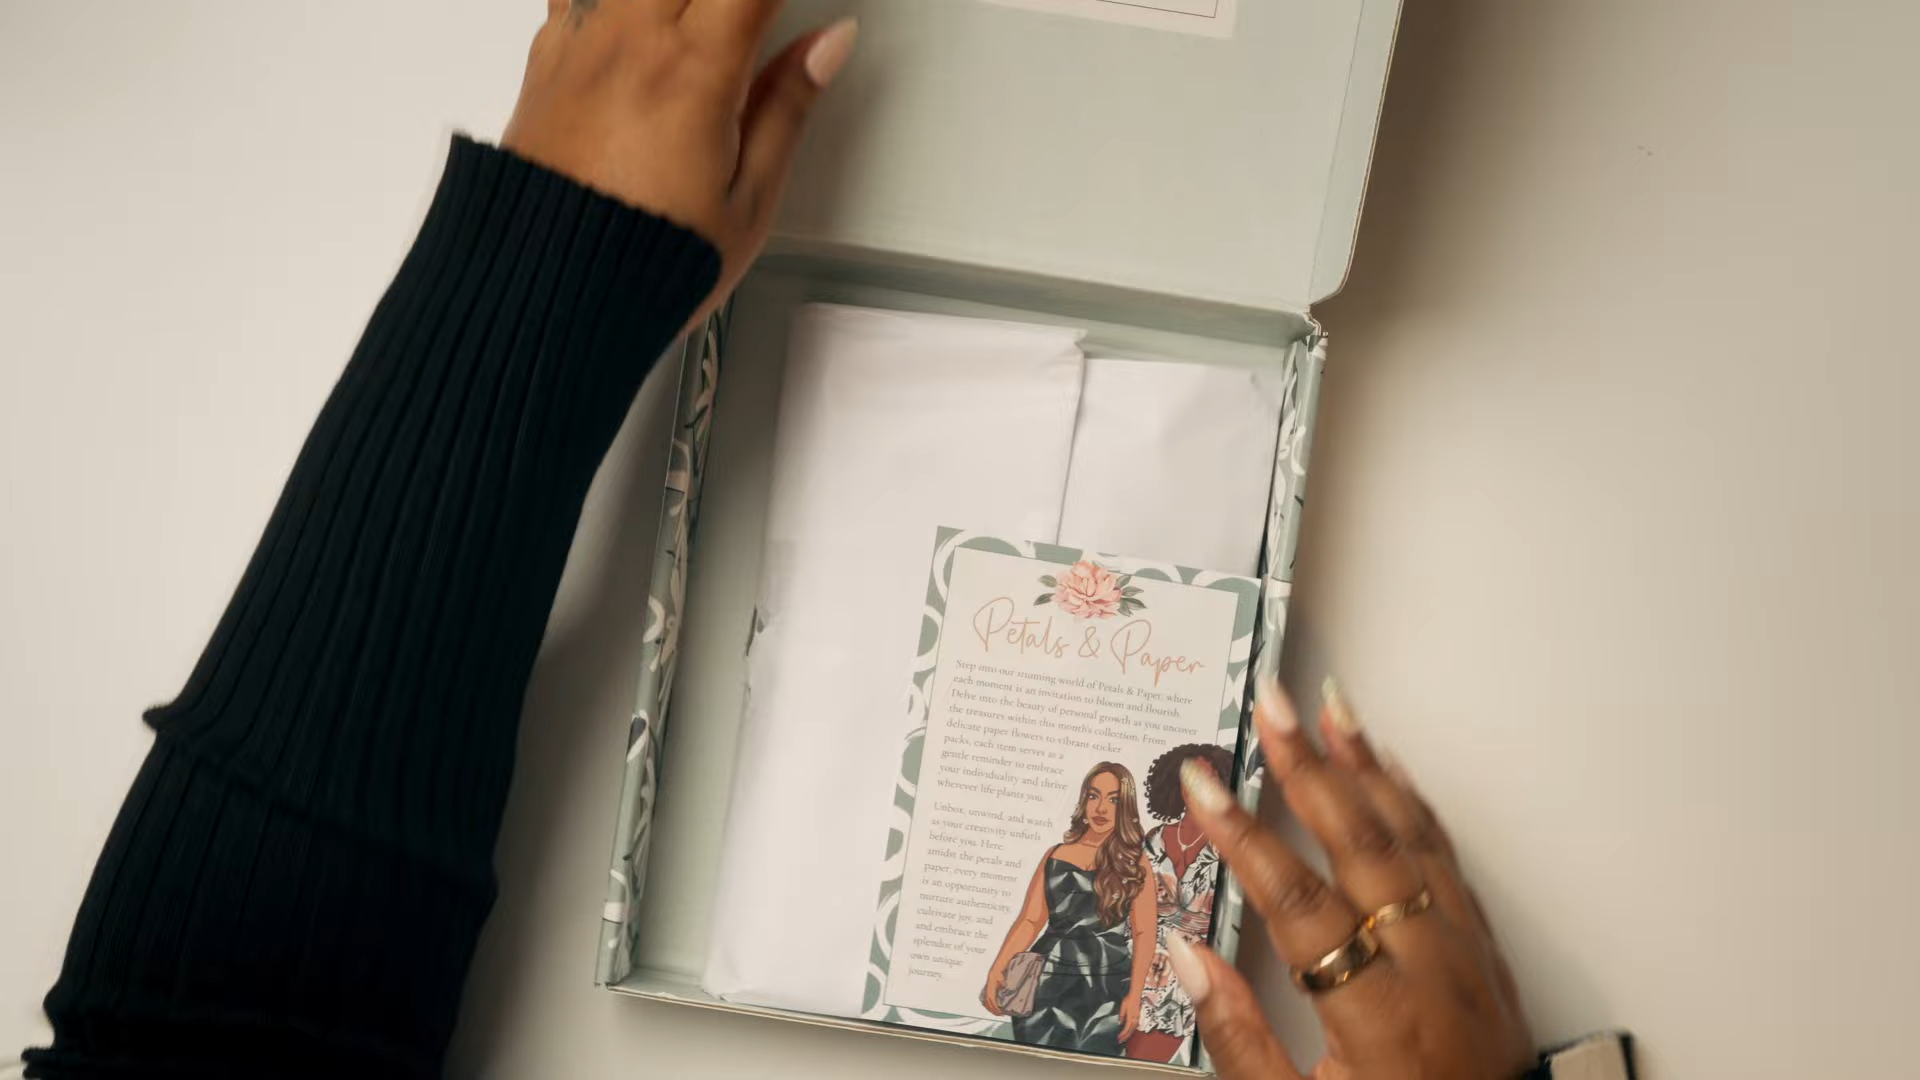 Petals & Paper
Step into our stunning world of Petals & Paper, where
each moment is an invitation to bloom and flourish.
Delve into the beauty of personal growth as you uncover
the treasures within this month's collection. From
delicate paper flowers to vibrant sticker
packs, each item serves as a
gentle reminder to embrace
your individuality and thrive
wherever life plants you.
Unbox, unwind, and watch
as your creativity unfurls
before you. Here,
amidst the petals and
paper, every moment
is an opportunity to
nurture authenticity,
cultivate joy, and
and embrace the
splendor of your
own unique
journey.